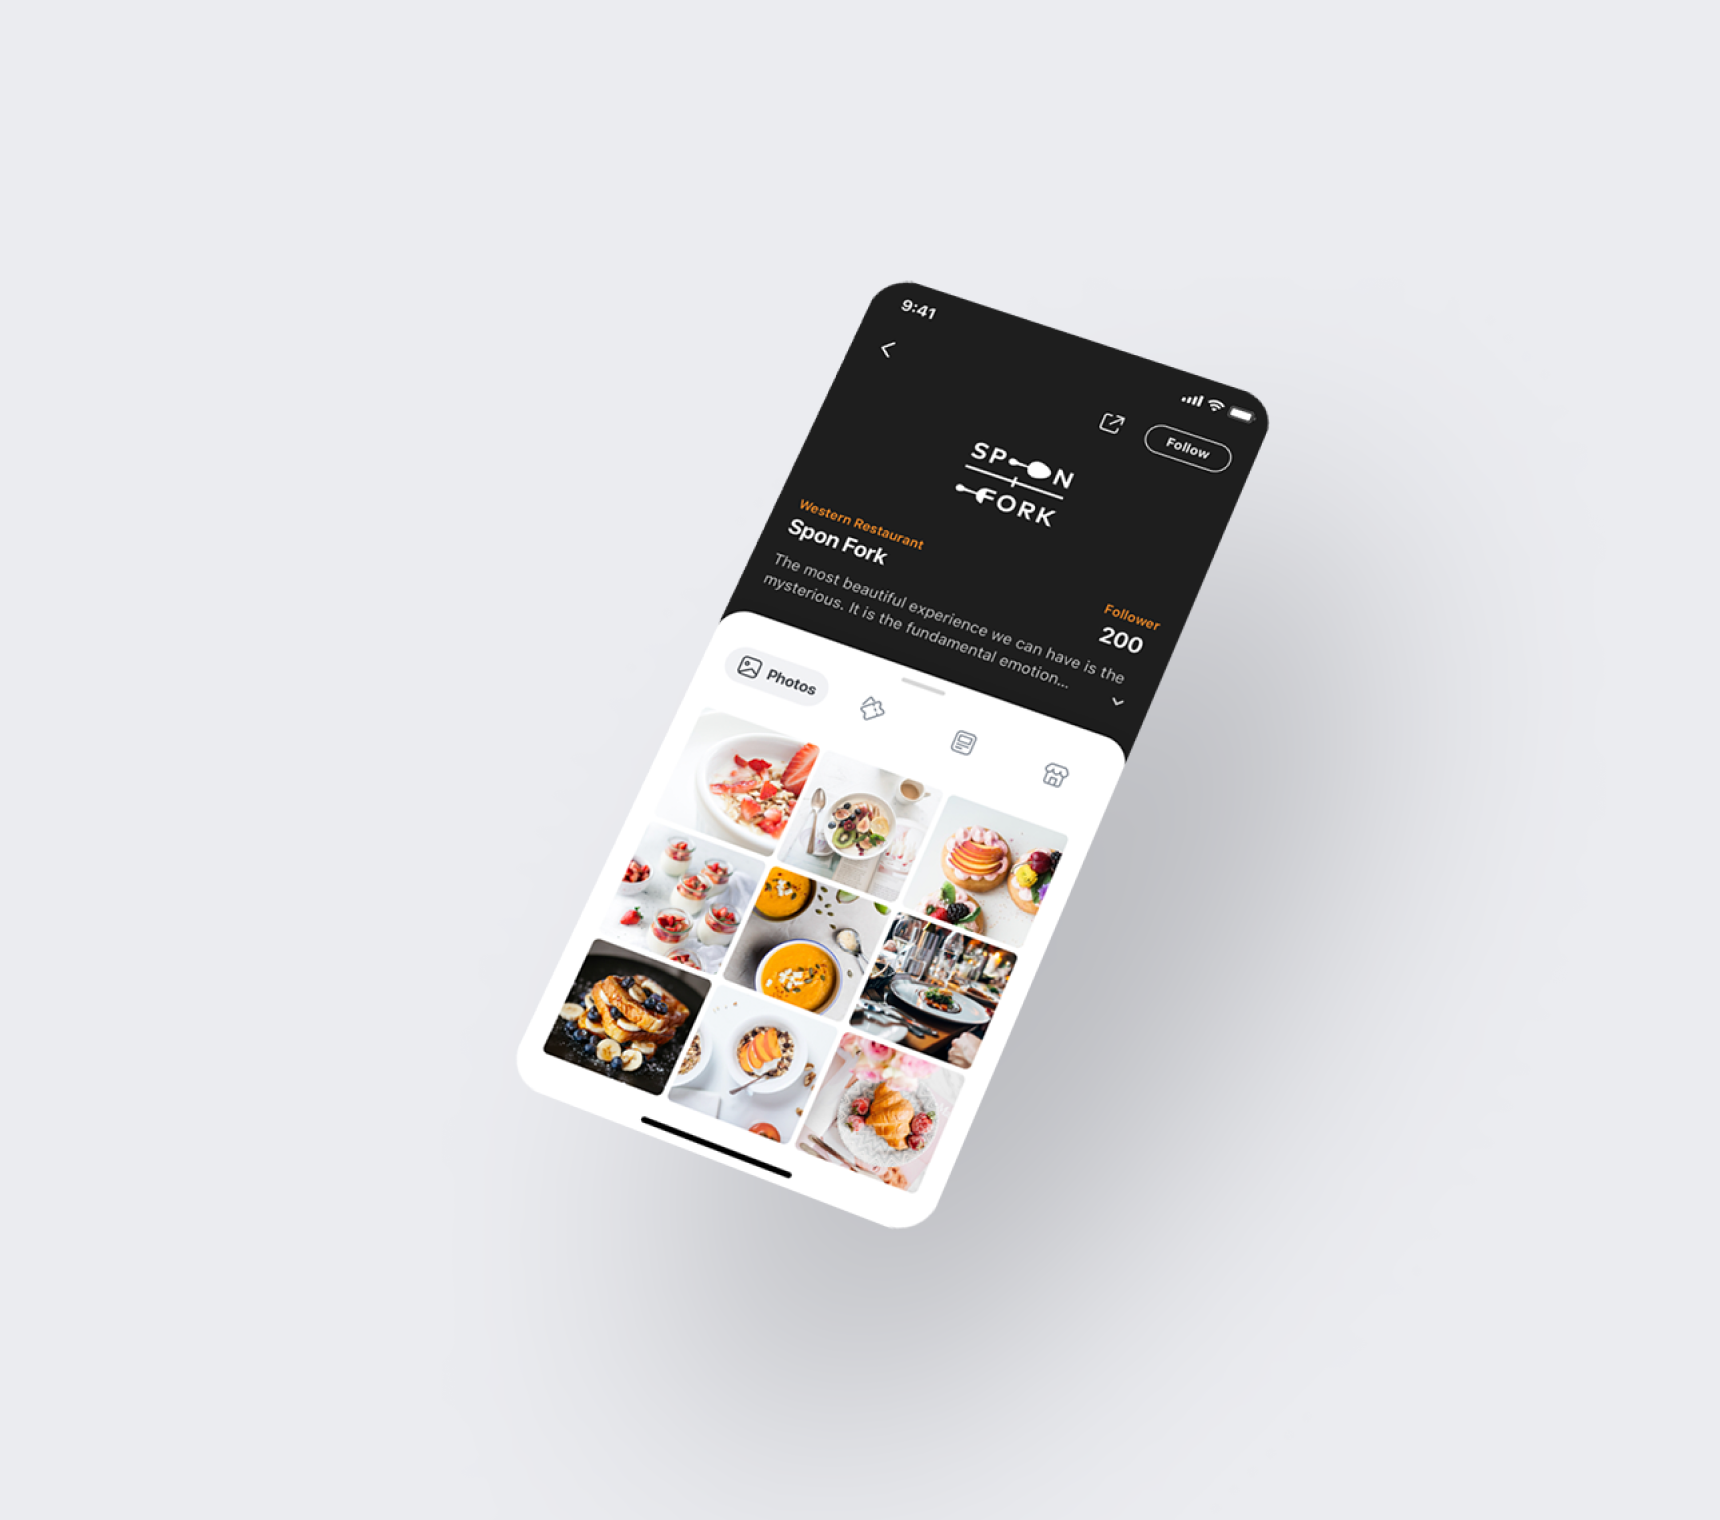 9:41
Follow
SPOON
FORK
Western Restaurant
Spon Fork
Follower
200
The most beautiful experience we can have is the
mysterious. It is the fundamental emotion...
Photos